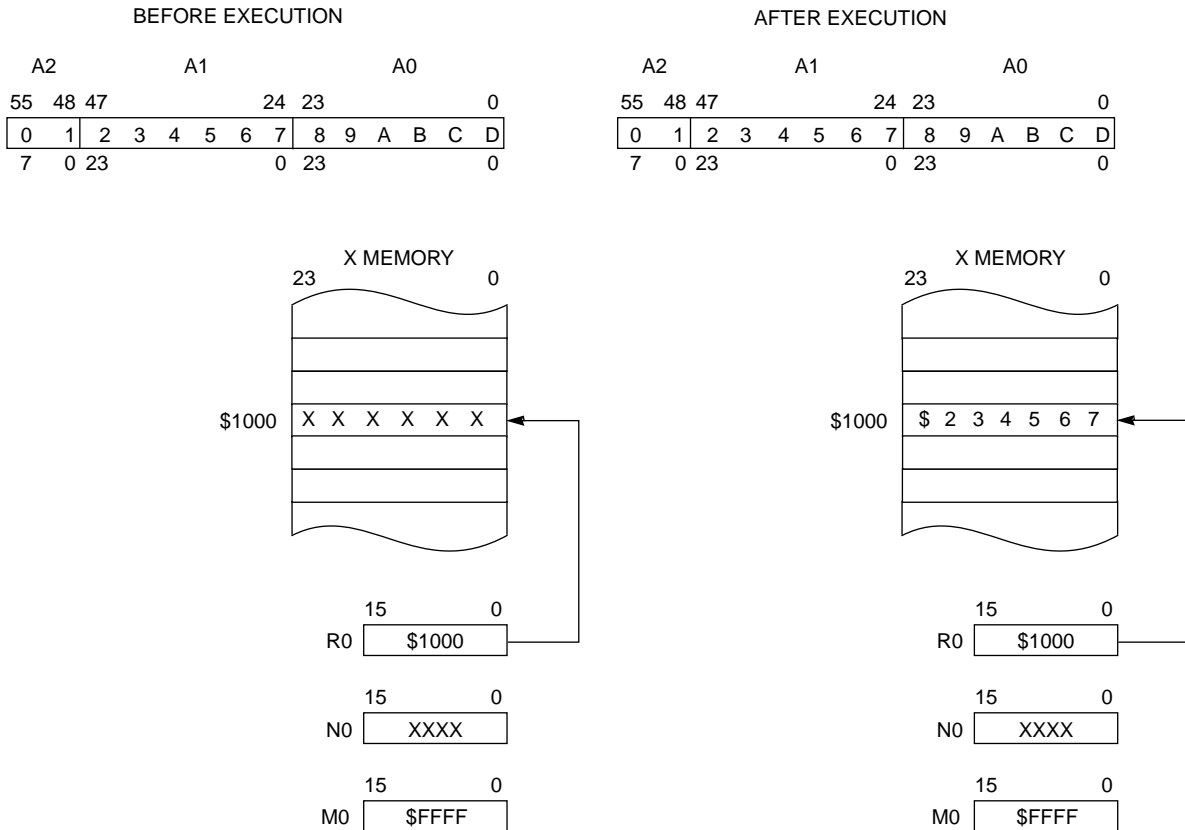 BEFORE EXECUTION
AFTER EXECUTION
A2 A1 A0
55 48 47 24 23 0
0 1 2 3 4 5 6 7 8 9 A B C D
7 0 23 0 23 0
A2 A1 A0
55 48 47 24 23 0
0 1 2 3 4 5 6 7 8 9 A B C D
7 0 23 0 23 0
X MEMORY
23 0
$1000 X X X X X X
15 0
R0 $1000
15 0
N0 XXXX
15 0
M0 $FFFF
X MEMORY
23 0
$1000 $ 2 3 4 5 6 7
15 0
R0 $1000
15 0
N0 XXXX
15 0
M0 $FFFF